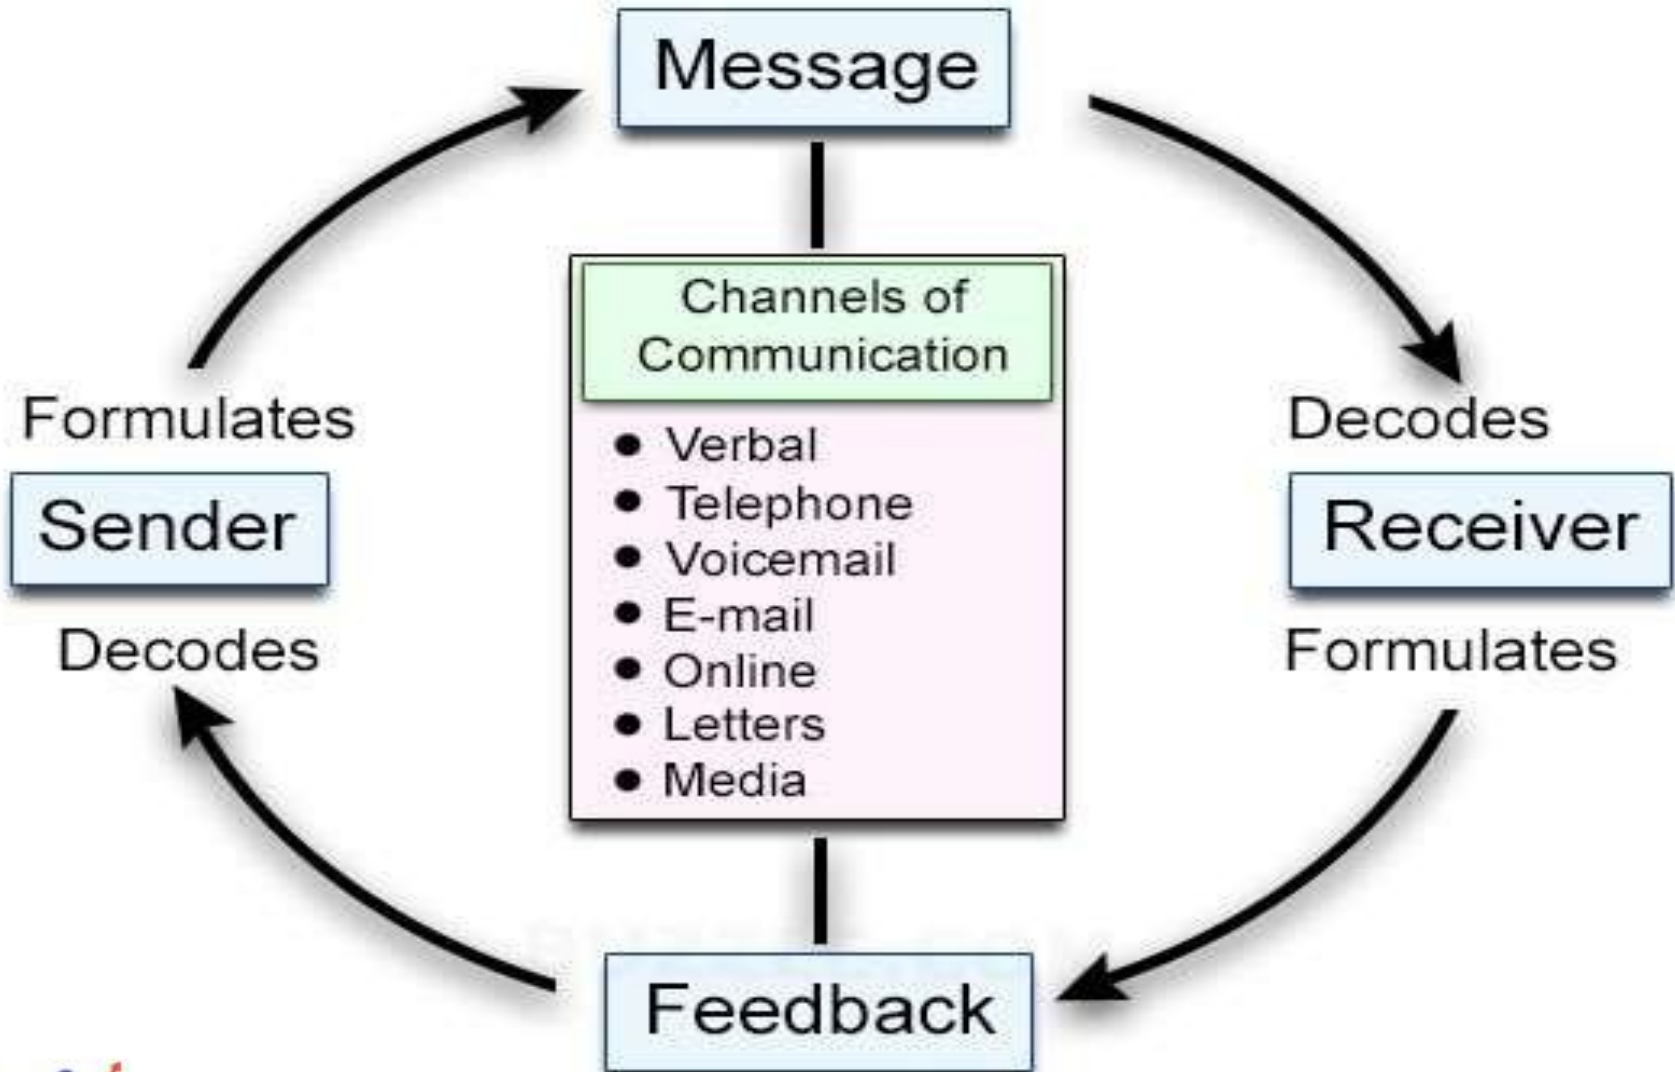 Message
Channels of
Communication
Formulates
Sender
Decodes
Verbal
Telephone
Voicemail
E-mail
Online
Letters
Media
Decodes
Receiver
Formulates
Feedback